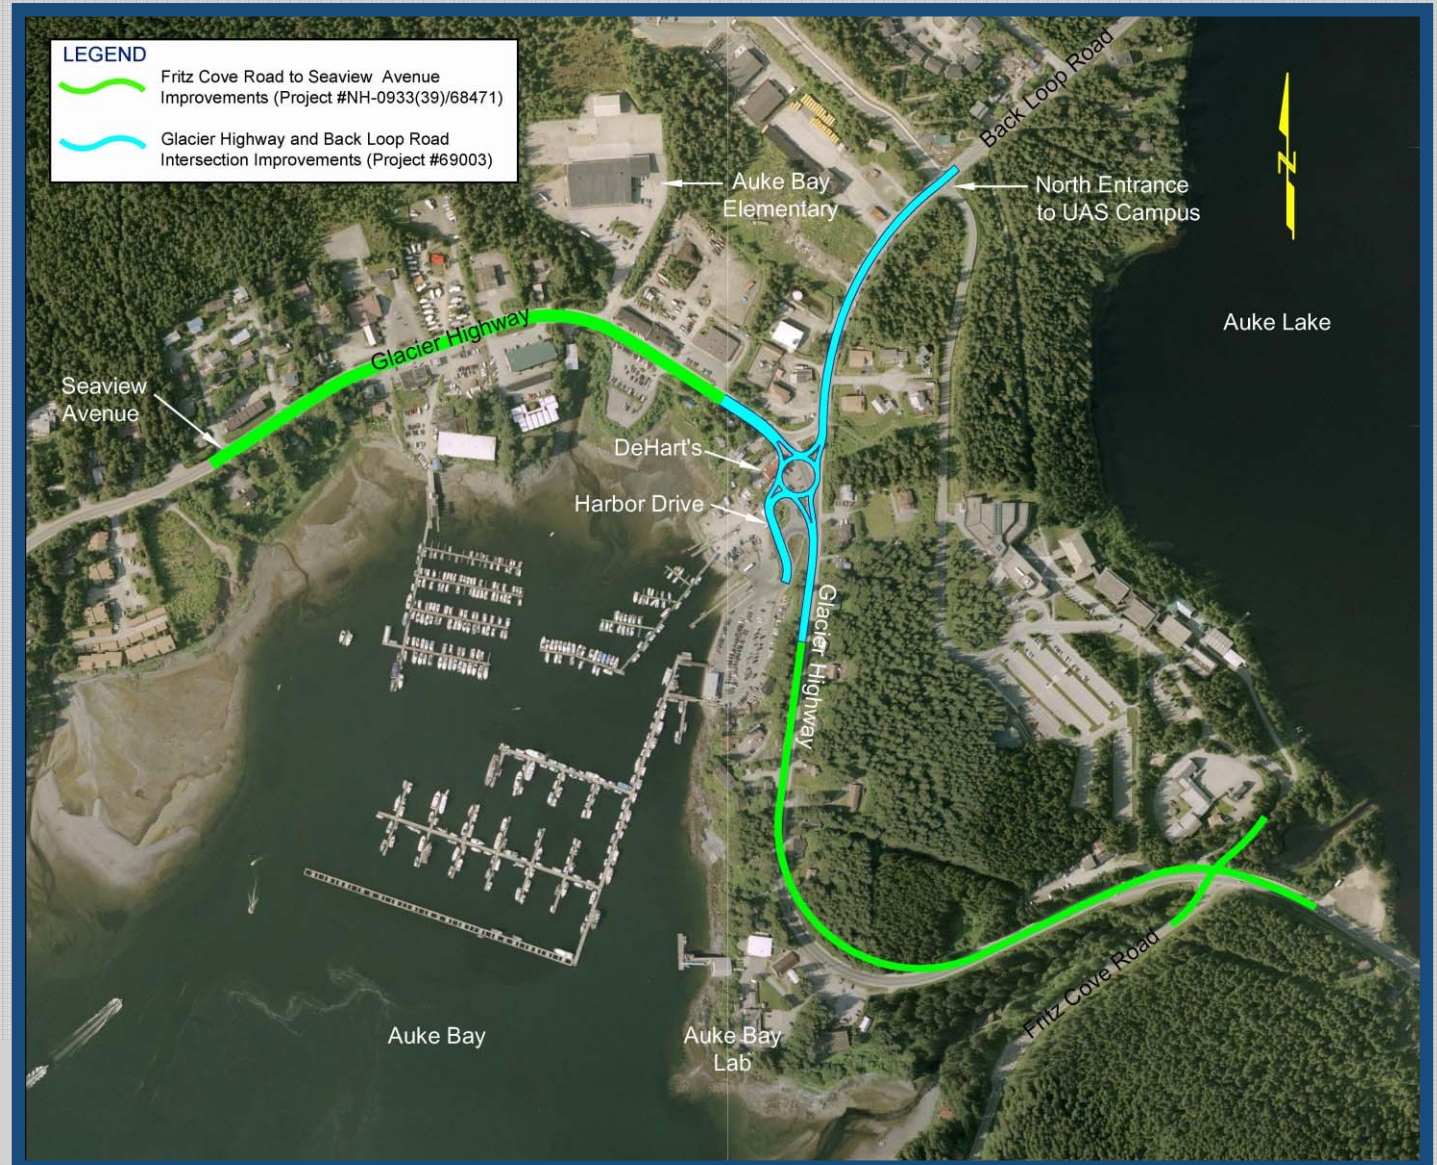 LEGEND
Fritz Cove Road to Seaview Avenue
Improvements (Project #NH-0933(39)/68471)
Glacier Highway and Back Loop Road
Intersection Improvements (Project #69003)
Back Loop Road
N
Auke Bay
Elementary
North Entrance
to UAS Campus
Auke Lake
Glacier Highway
Seaview
Avenue
DeHart's
Harbor Drive
Glacier Highway
Fritz Cove Road
Auke Bay
Auke Bay
Lab